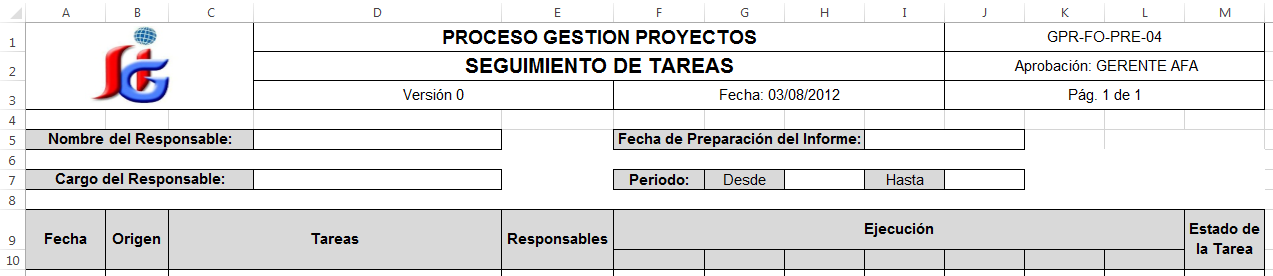 A B C D E F G H I J K L M
1 PROCESO GESTION PROYECTOS GPR-FO-PRE-04
2 SEGUIMIENTO DE TAREAS Aprobación: GERENTE AFA
3 Versión 0 Fecha: 03/08/2012 Pág. 1 de 1
4
5 Nombre del Responsable: Fecha de Preparación del Informe:
6
7 Cargo del Responsable: Periodo: Desde Hasta
8
9 Fecha Origen Tareas Responsables Ejecución Estado de
la Tarea
10